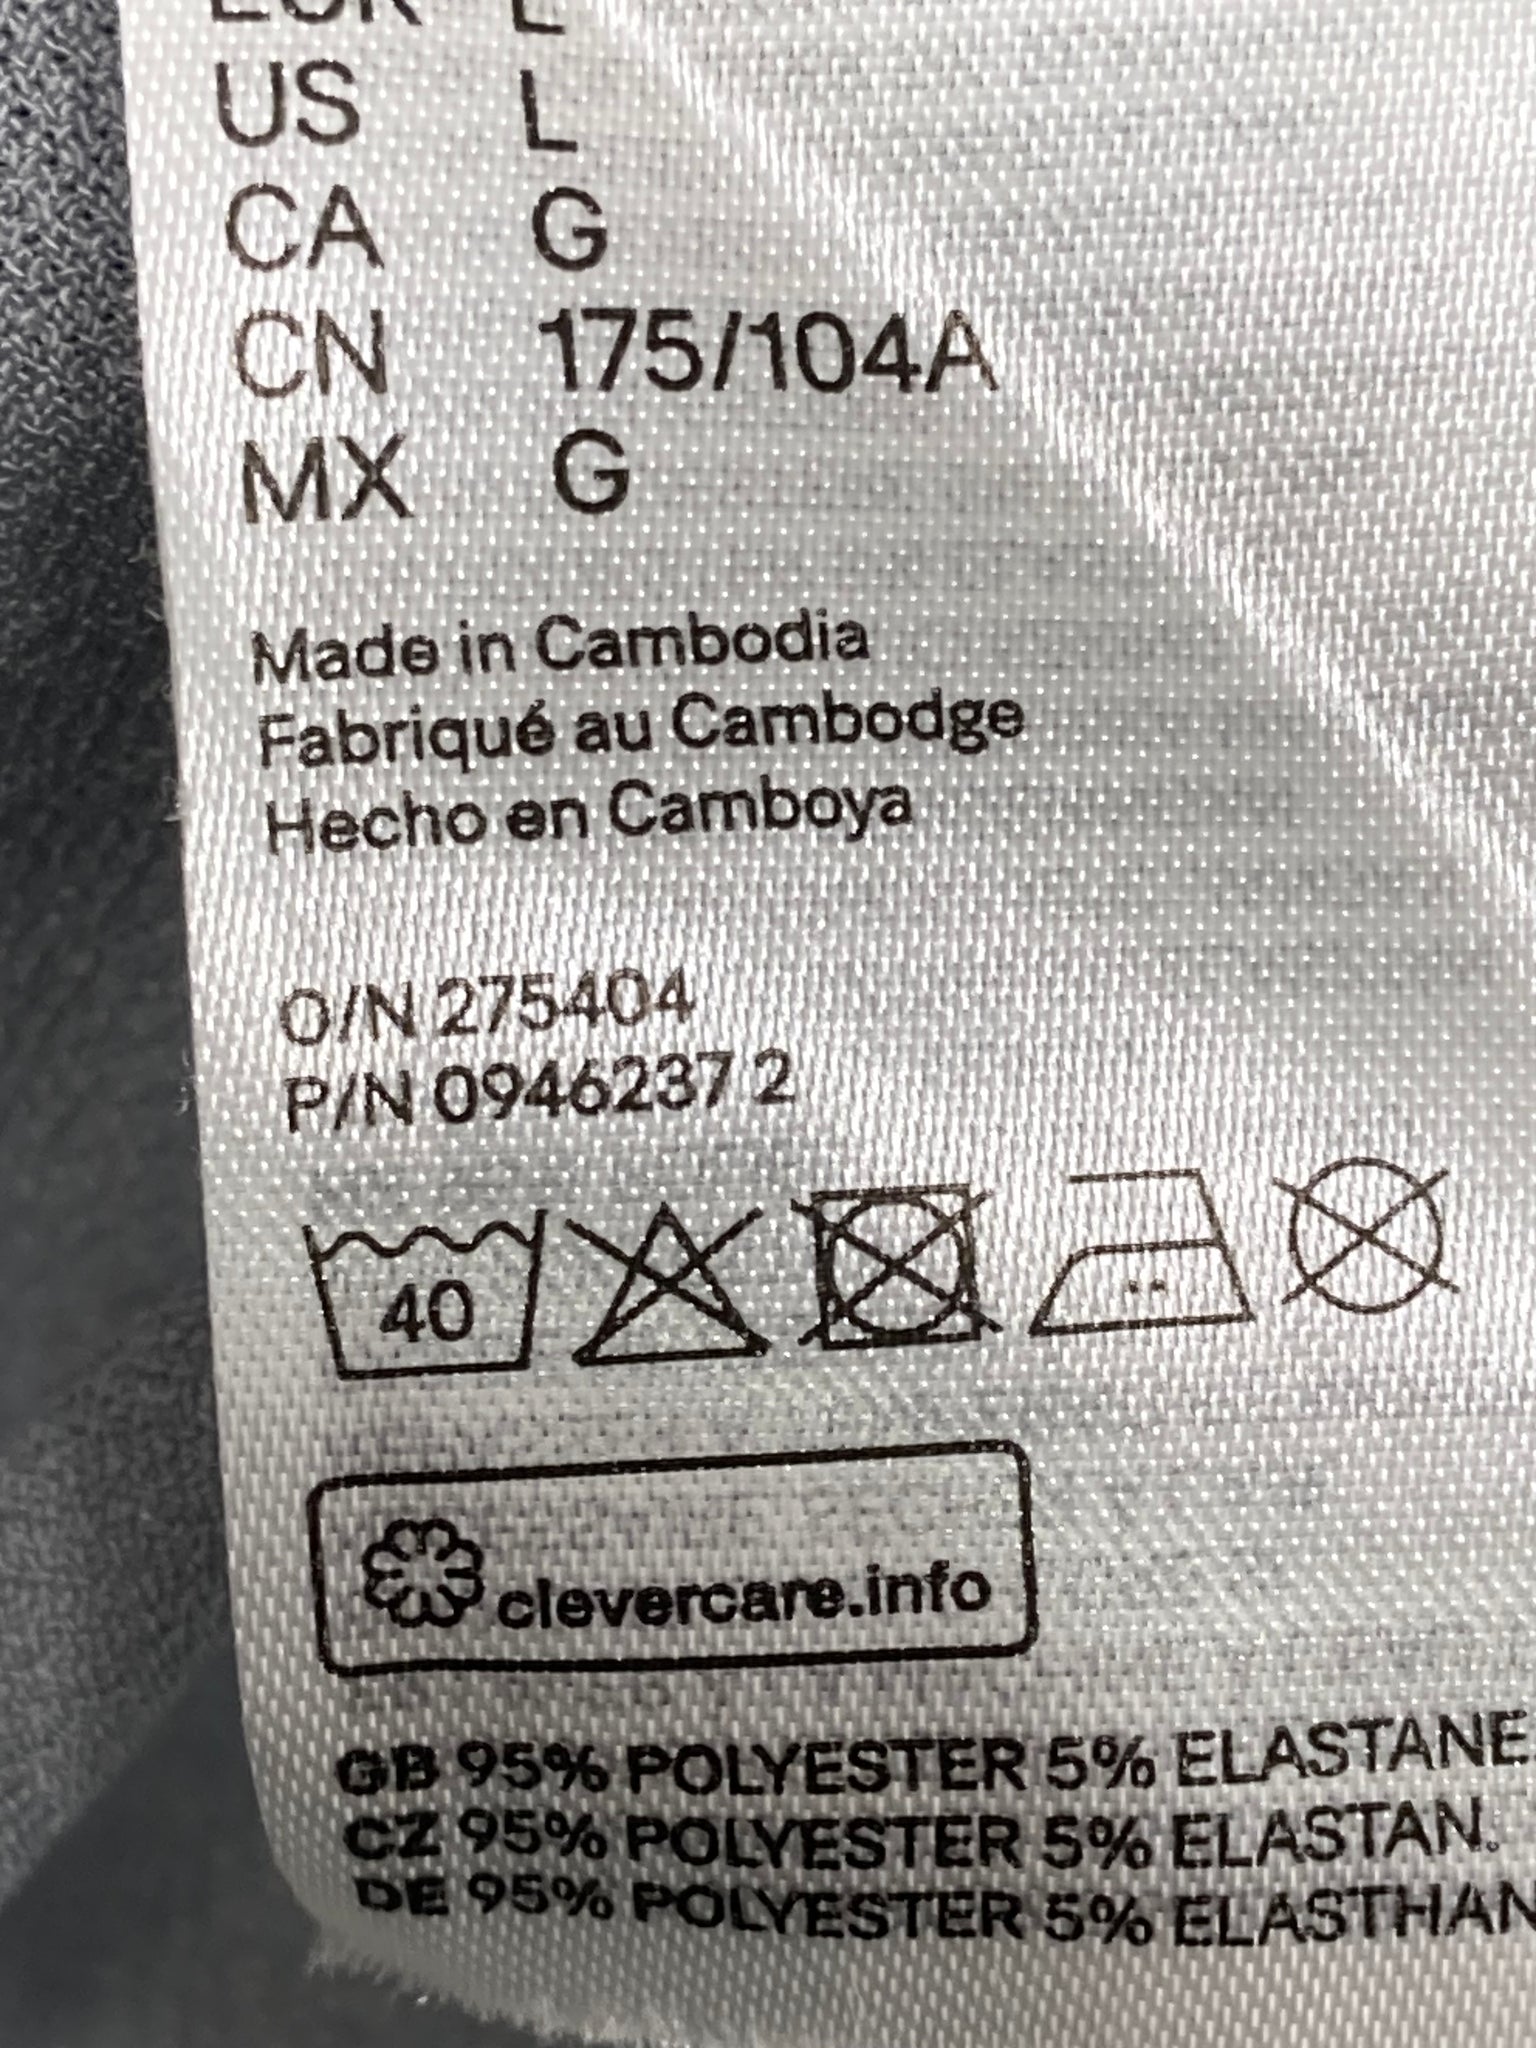 EUR L
US L
CA G
CN 175/104A
MX G
Made in Cambodia
Fabriqué au Cambodge
Hecho en Camboya
O/N 275404
P/N 0946237 2
40
clevercare.info
GB 95% POLYESTER 5% ELASTANE
CZ 95% POLYESTER 5% ELASTAN.
DE 95% POLYESTER 5% ELASTHAN